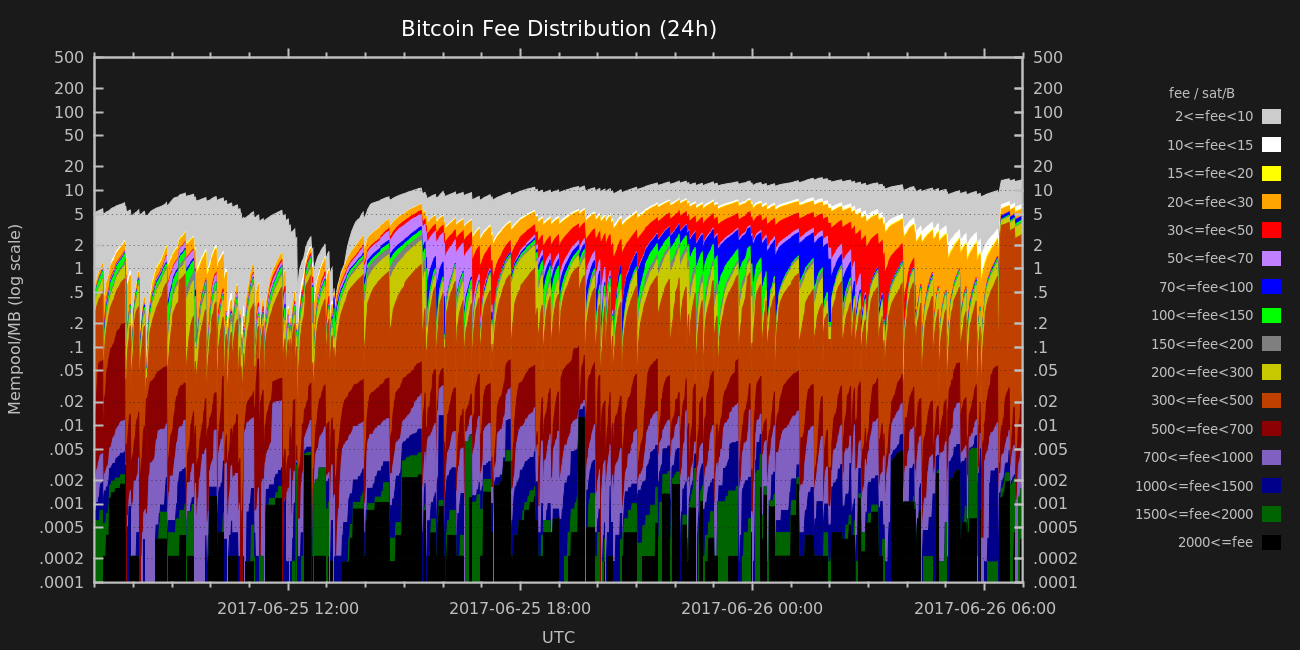 Bitcoin Fee Distribution (24h)
500 500
200 200
100 100
50 50
20 20
10 10
5 5
2 2
1 1
.5 .5
.2 .2
.1 .1
.05 .05
.02 .02
.01 .01
.005 .005
.002 .002
.001 .001
.0005 .0005
.0002 .0002
.0001 .0001
Mempool/MB (log scale)
2017-06-25 12:00 2017-06-25 18:00 2017-06-26 00:00 2017-06-26 06:00
UTC
fee / sat/B
2<=fee<10
10<=fee<15
15<=fee<20
20<=fee<30
30<=fee<50
50<=fee<70
70<=fee<100
100<=fee<150
150<=fee<200
200<=fee<300
300<=fee<500
500<=fee<700
700<=fee<1000
1000<=fee<1500
1500<=fee<2000
2000<=fee